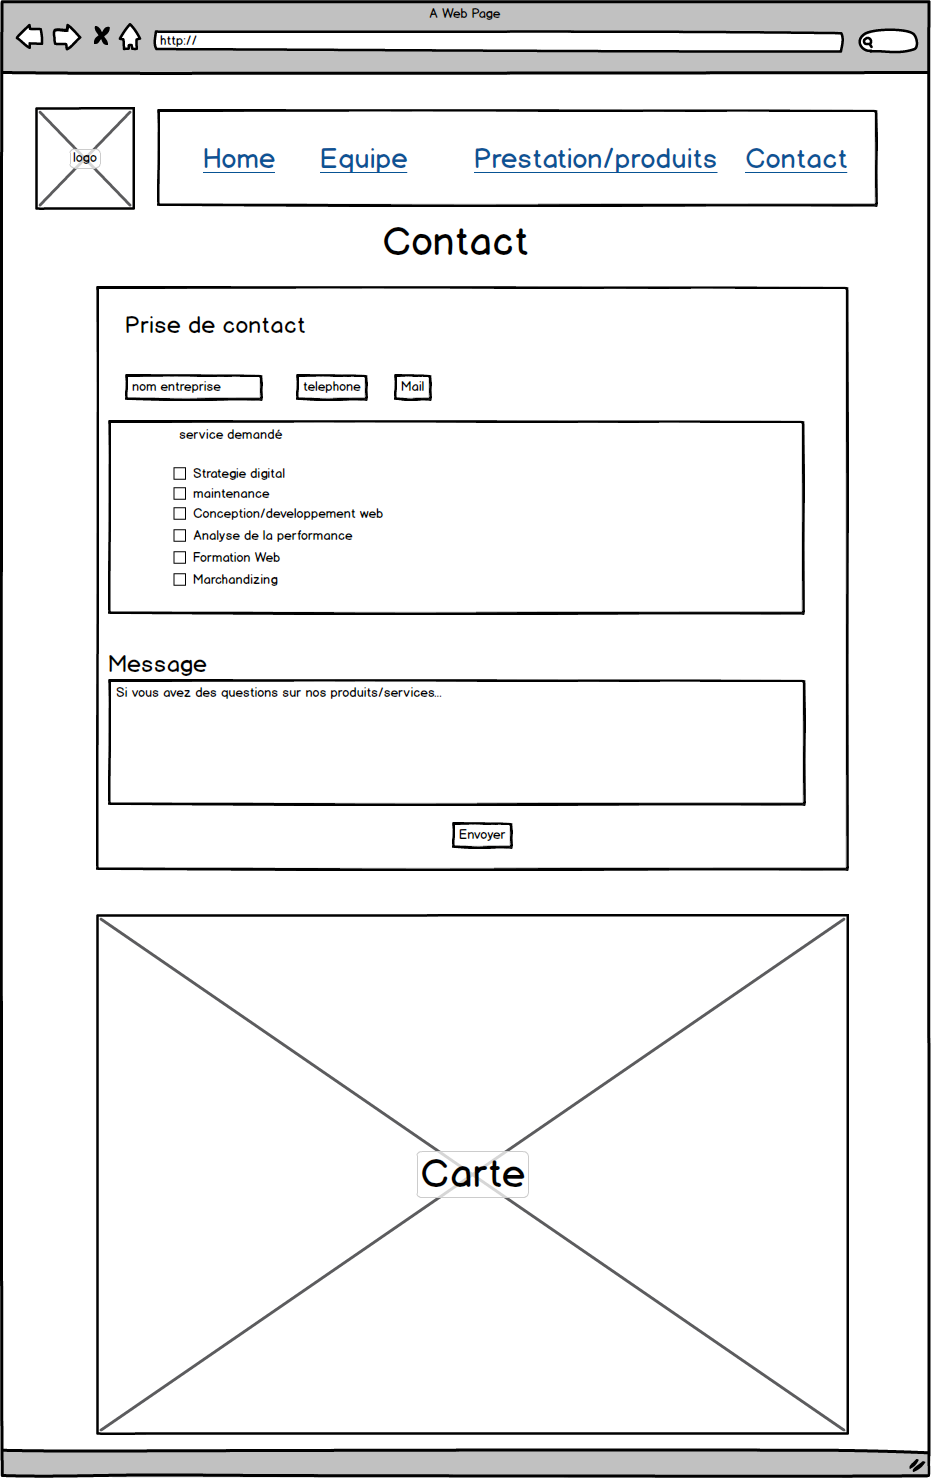 A Web Page
http://
logo
Home Equipe Prestation/produits Contact
Contact
Prise de contact
nom entreprise telephone Mail
service demandé
Strategie digital
maintenance
Conception/developpement web
Analyse de la performance
Formation Web
Marchandizing
Message
Si vous avez des questions sur nos produits/services...
Envoyer
Carte